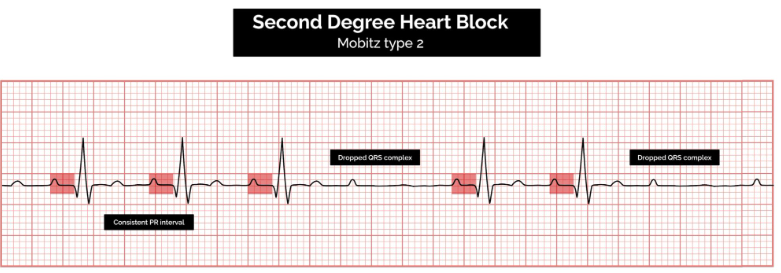 Second Degree Heart Block
Mobitz type 2
Dropped QRS complex
Dropped QRS complex
Consistent PR interval